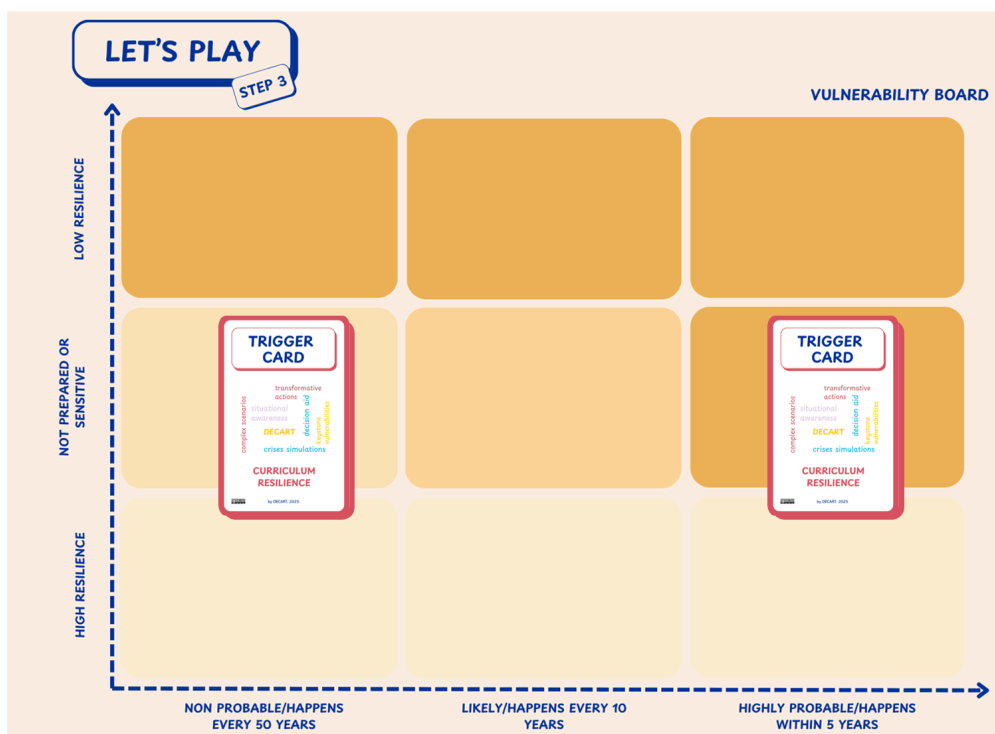 LET'S PLAY
STEP 3
VULNERABILITY BOARD
LOW RESILIENCE
NOT PREPARED OR
SENSITIVE
HIGH RESILIENCE
TRIGGER
CARD
transformative
actions
complex scenarios
situational
awareness
decision aid
keystone
vulnerabilities
DECART
crises simulations
CURRICULUM
RESILIENCE
by DECART, 2025
TRIGGER
CARD
transformative
actions
complex scenarios
situational
awareness
decision aid
keystone
vulnerabilities
DECART
crises simulations
CURRICULUM
RESILIENCE
by DECART, 2025
NON PROBABLE/HAPPENS
EVERY 50 YEARS
LIKELY/HAPPENS EVERY 10
YEARS
HIGHLY PROBABLE/HAPPENS
WITHIN 5 YEARS